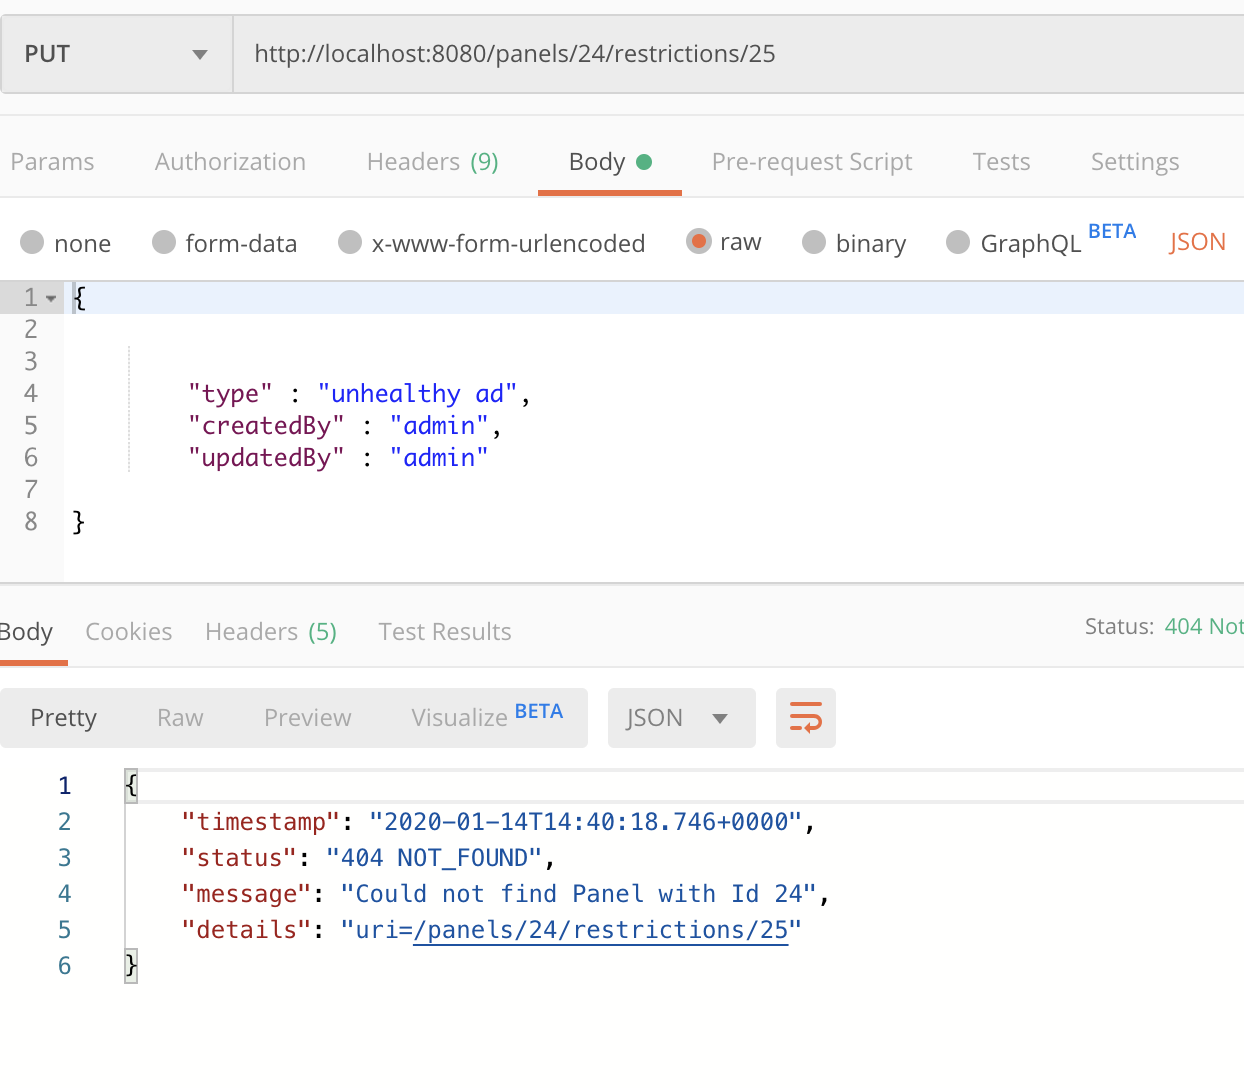 PUT http://localhost:8080/panels/24/restrictions/25
Params Authorization Headers (9) Body Pre-request Script Tests Settings
none form-data x-www-form-urlencoded raw binary GraphQL BETA JSON
1 {
2
3
4 "type" : "unhealthy ad",
5 "createdBy" : "admin",
6 "updatedBy" : "admin"
7
8 }
Body Cookies Headers (5) Test Results Status: 404 Not
Pretty Raw Preview Visualize BETA JSON
1 {
2 "timestamp": "2020-01-14T14:40:18.746+0000",
3 "status": "404 NOT_FOUND",
4 "message": "Could not find Panel with Id 24",
5 "details": "uri=/panels/24/restrictions/25"
6 }